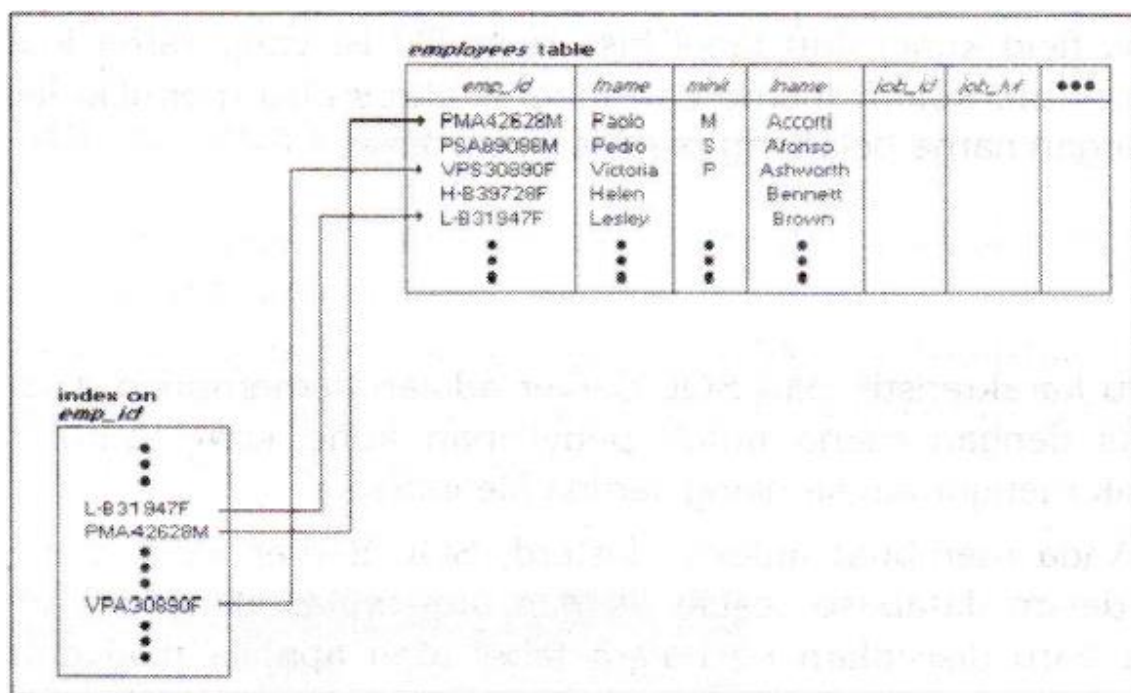 employees table
emp_id fname minit lname job_id job_lvl •••
PMA42628M Paolo M Accorti
PSA89086M Pedro S Afonso
VPS30890F Victoria P Ashworth
H-B39728F Helen Bennett
L-B31947F Lesley Brown
index on
emp_id
L-B31947F
PMA42628M
VPA30890F